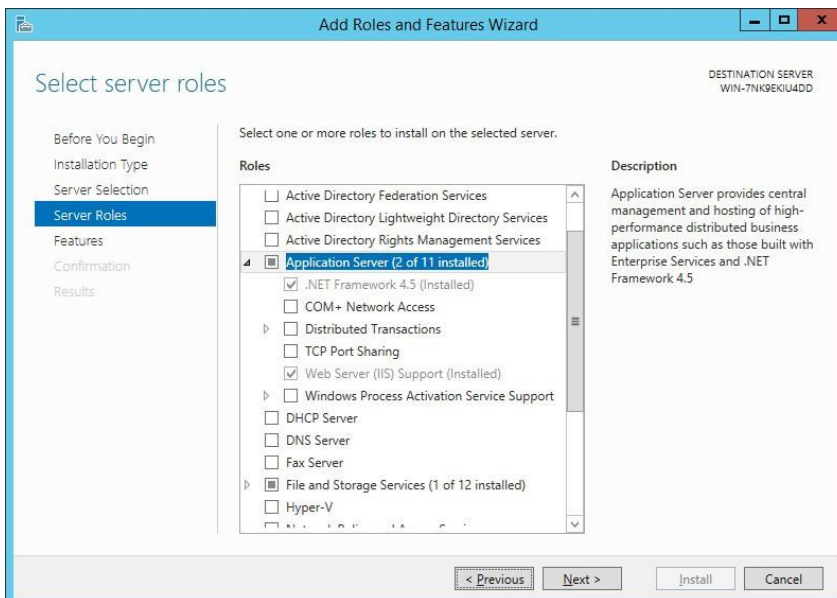 Add Roles and Features Wizard
Select server roles
DESTINATION SERVER
WIN-7NK9EKIU4DD
Before You Begin
Installation Type
Server Selection
Server Roles
Features
Confirmation
Results
Select one or more roles to install on the selected server.
Roles
Active Directory Federation Services
Active Directory Lightweight Directory Services
Active Directory Rights Management Services
Application Server (2 of 11 installed)
.NET Framework 4.5 (Installed)
COM+ Network Access
Distributed Transactions
TCP Port Sharing
Web Server (IIS) Support (Installed)
Windows Process Activation Service Support
DHCP Server
DNS Server
Fax Server
File and Storage Services (1 of 12 installed)
Hyper-V
Description
Application Server provides central
management and hosting of high-
performance distributed business
applications such as those built with
Enterprise Services and .NET
Framework 4.5
< Previous
Next >
Install
Cancel